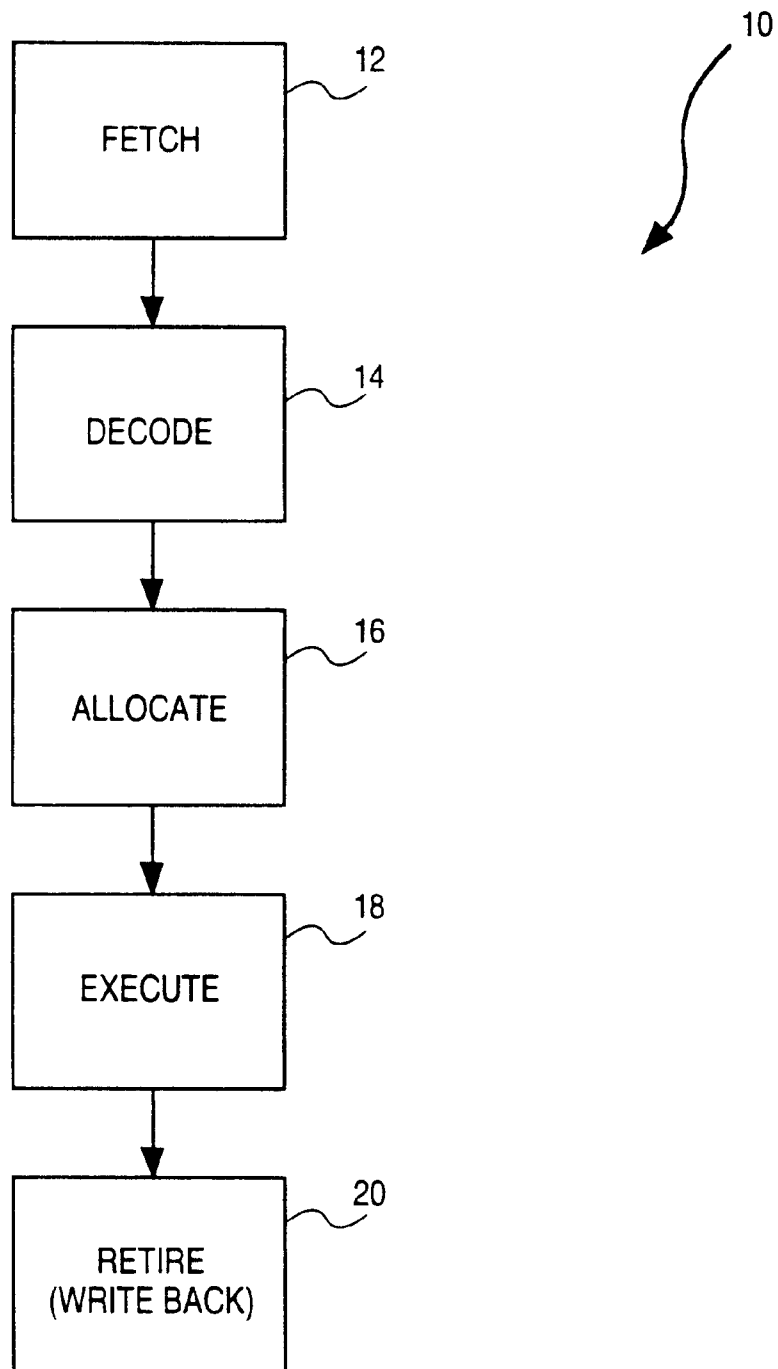 10
12
FETCH
14
DECODE
16
ALLOCATE
18
EXECUTE
20
RETIRE
(WRITE BACK)